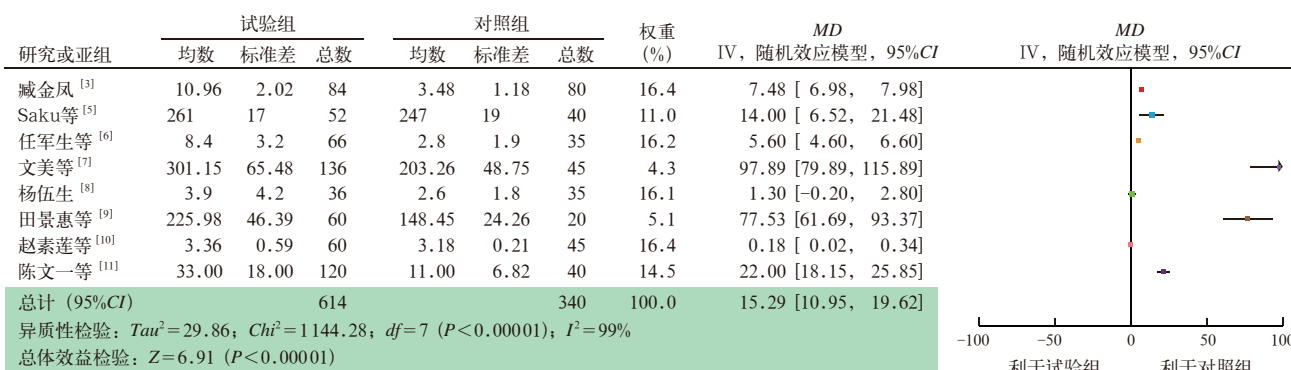 试验组 对照组 权重 MD MD
研究或亚组 均数 标准差 总数 均数 标准差 总数 (%) IV，随机效应模型，95%CI IV，随机效应模型，95%CI
臧金凤 [3] 10.96 2.02 84 3.48 1.18 80 16.4 7.48 [ 6.98, 7.98]
Saku等 [5] 261 17 52 247 19 40 11.0 14.00 [ 6.52, 21.48]
任军生等 [6] 8.4 3.2 66 2.8 1.9 35 16.2 5.60 [ 4.60, 6.60]
文美等 [7] 301.15 65.48 136 203.26 48.75 45 4.3 97.89 [79.89, 115.89]
杨伍生 [8] 3.9 4.2 36 2.6 1.8 35 16.1 1.30 [−0.20, 2.80]
田景惠等 [9] 225.98 46.39 60 148.45 24.26 20 5.1 77.53 [61.69, 93.37]
赵素莲等 [10] 3.36 0.59 60 3.18 0.21 45 16.4 0.18 [ 0.02, 0.34]
陈文一等 [11] 33.00 18.00 120 11.00 6.82 40 14.5 22.00 [18.15, 25.85]
总计（95%CI） 614 340 100.0 15.29 [10.95, 19.62]
异质性检验：Tau²=29.86；Chi²=1144.28；df=7（P＜0.00001）；I²=99%
总体效益检验：Z=6.91（P＜0.00001）
−100 −50 0 50 100
利于试验组 利于对照组